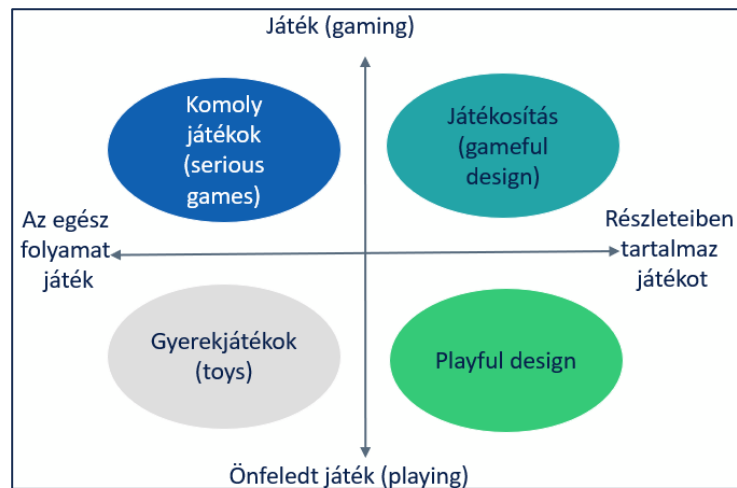 Játék (gaming)
Komoly
játékok
(serious
games)
Játékosítás
(gameful
design)
Az egész
folyamat
játék
Részleteiben
tartalmaz
játékot
Gyerekjátékok
(toys)
Playful design
Önfeledt játék (playing)